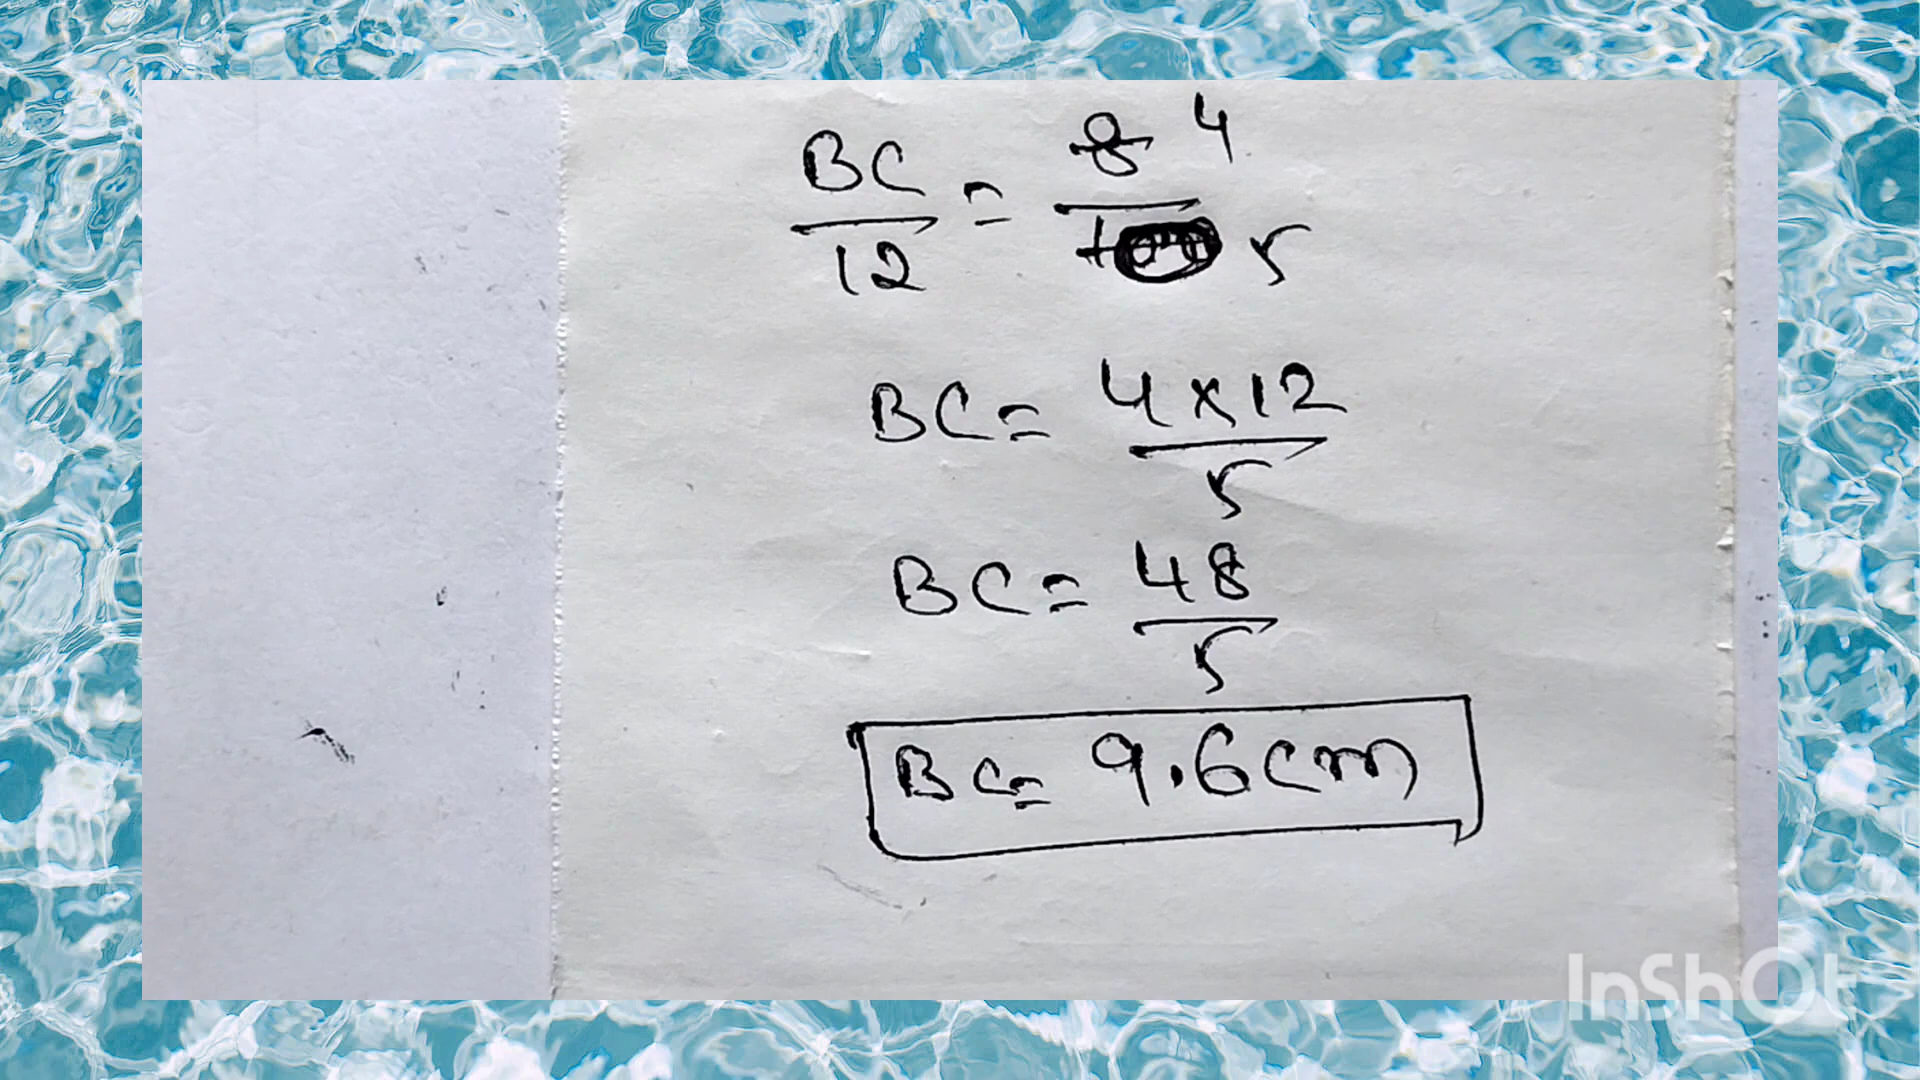 BC/12 = 8/10 4/5
BC = 4×12/5
BC = 48/5
BC = 9.6cm
InShOt